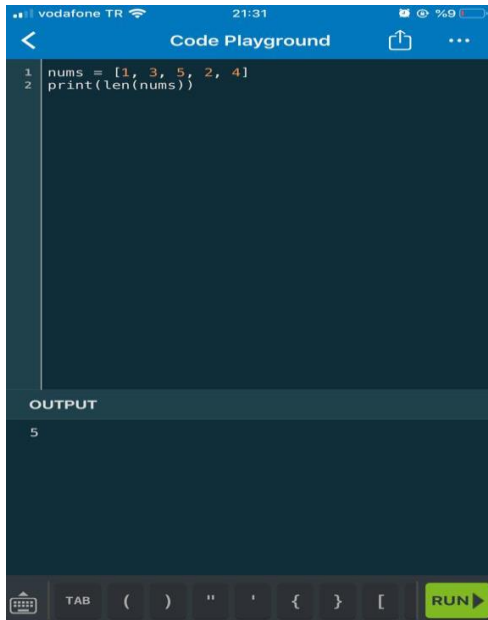 vodafone TR 21:31 %9
Code Playground
1 nums = [1, 3, 5, 2, 4]
2 print(len(nums))
OUTPUT
5
TAB ( ) " ' { } [ RUN